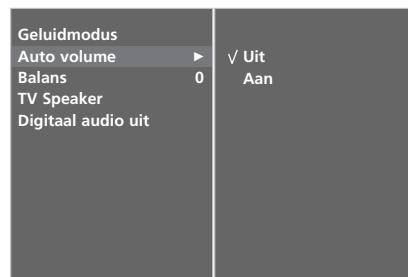 Geluidmodus
Auto volume ►
Balans 0
TV Speaker
Digitaal audio uit
√ Uit
Aan